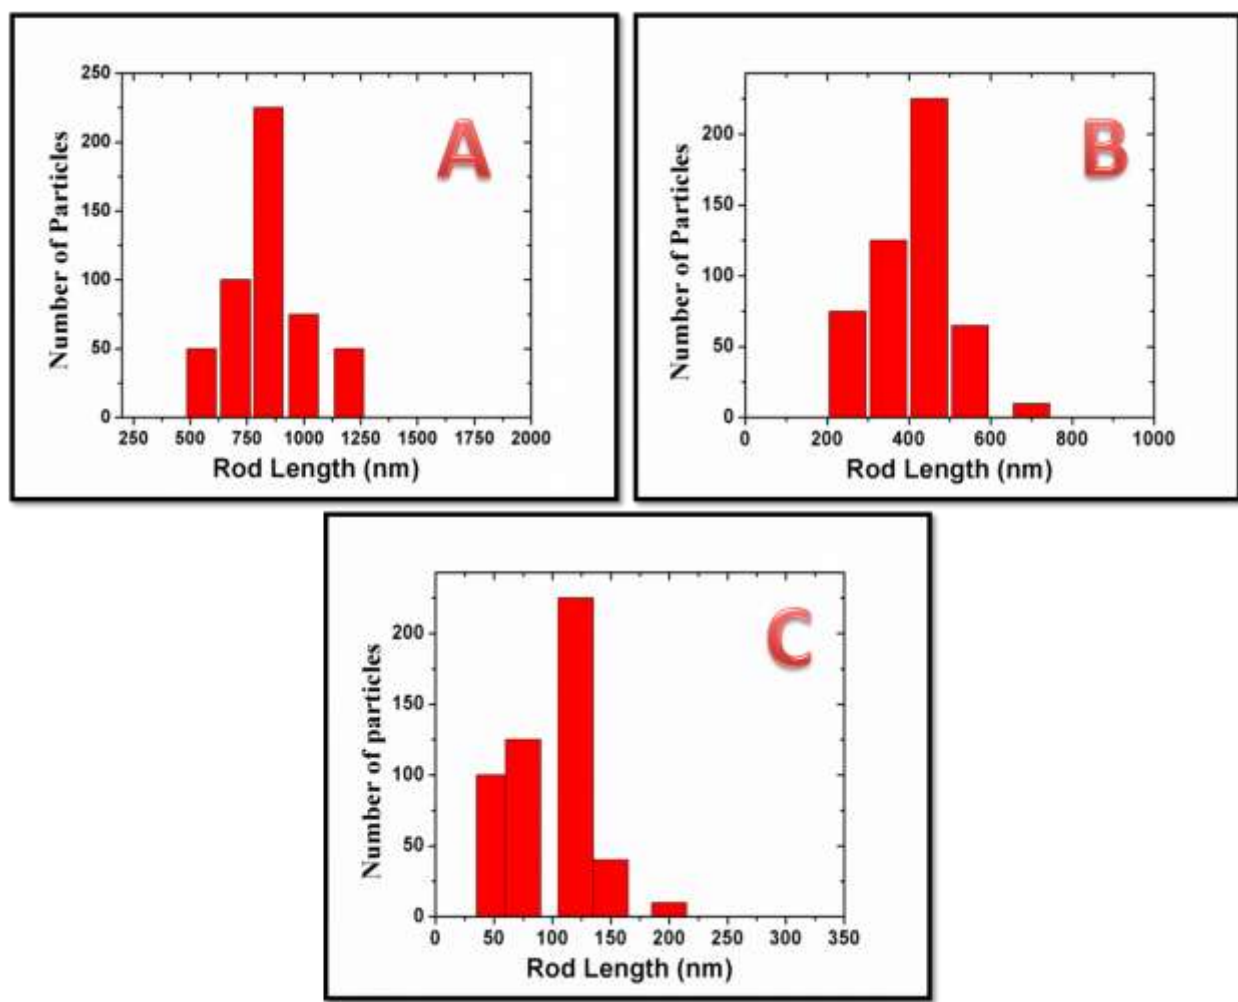 250
200
150
100
50
0
Number of Particles
A
250 500 750 1000 1250 1500 1750 2000
Rod Length (nm)
200
150
100
50
0
Number of Particles
B
0 200 400 600 800 1000
Rod Length (nm)
200
150
100
50
0
Number of particles
C
0 50 100 150 200 250 300 350
Rod Length (nm)